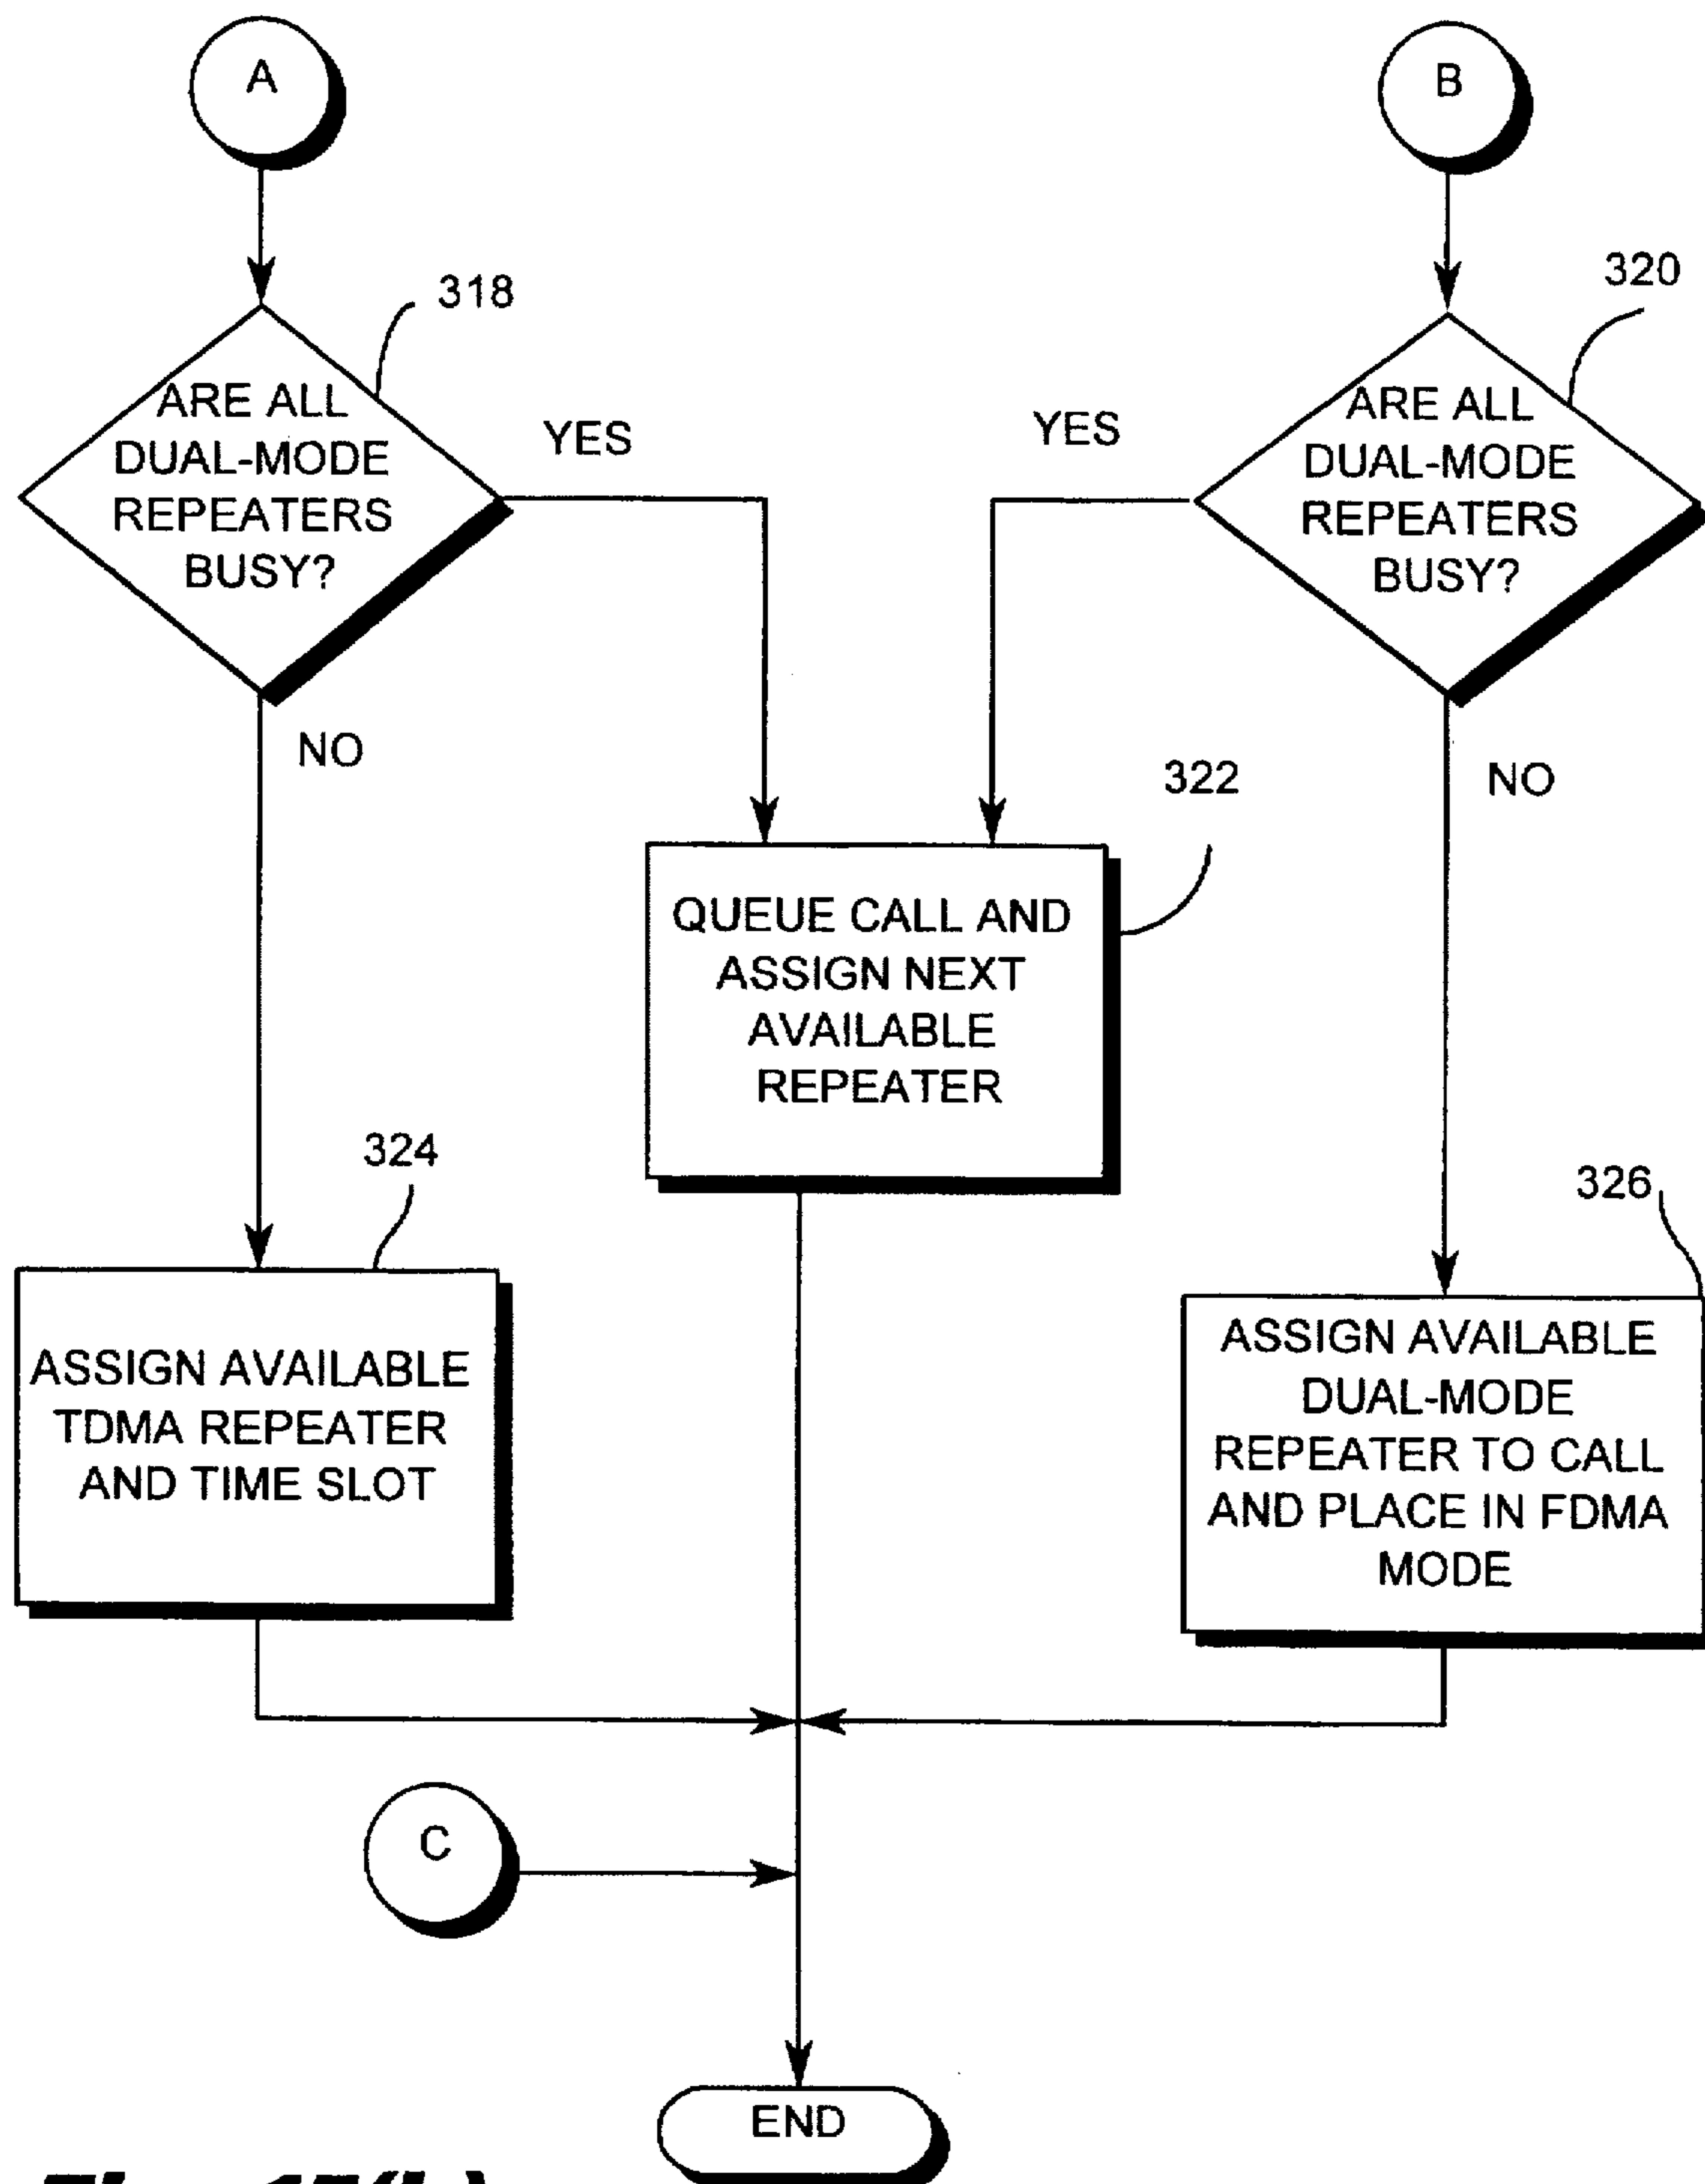 A
B
318
320
ARE ALL
DUAL-MODE
REPEATERS
BUSY?
YES
YES
ARE ALL
DUAL-MODE
REPEATERS
BUSY?
NO
NO
322
QUEUE CALL AND
ASSIGN NEXT
AVAILABLE
REPEATER
324
326
ASSIGN AVAILABLE
TDMA REPEATER
AND TIME SLOT
ASSIGN AVAILABLE
DUAL-MODE
REPEATER TO CALL
AND PLACE IN FDMA
MODE
C
END